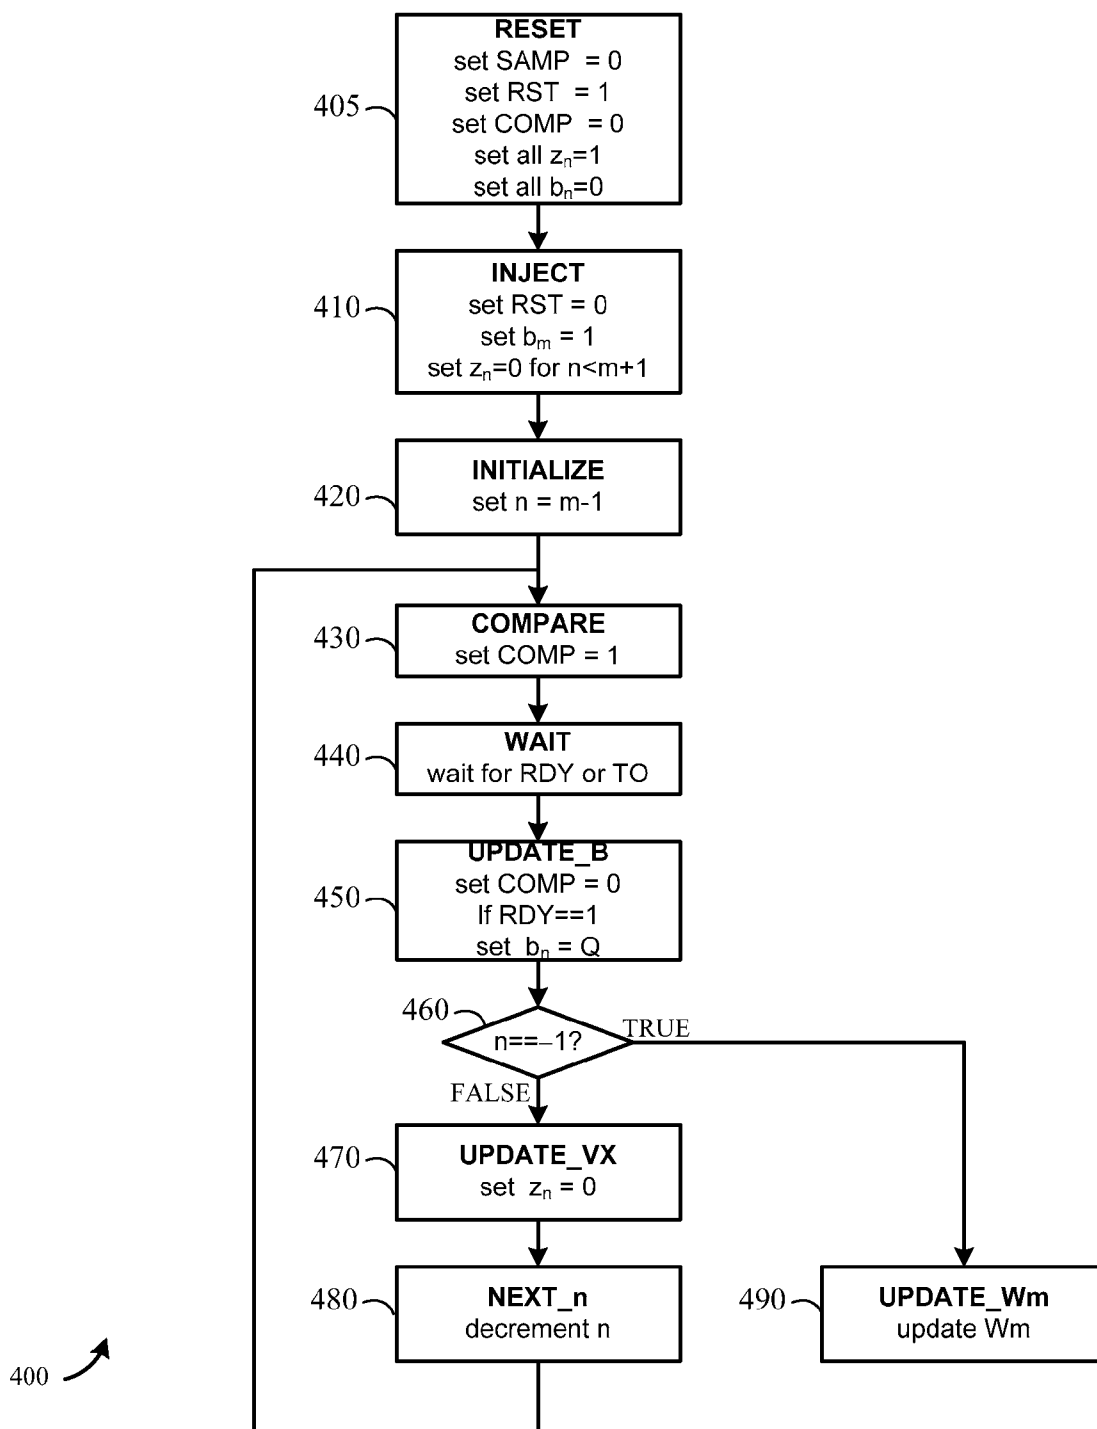 RESET
set SAMP = 0
set RST = 1
405
set COMP = 0
set all zn=1
set all bn=0
INJECT
410
set RST = 0
set bm = 1
set zn=0 for n<m+1
INITIALIZE
420
set n = m-1
COMPARE
430
set COMP = 1
WAIT
440
wait for RDY or TO
UPDATE_B
set COMP = 0
450
If RDY==1
set bn = Q
460
n==–1?
TRUE
FALSE
UPDATE_VX
470
set zn = 0
NEXT_n
480
decrement n
490
UPDATE_Wm
update Wm
400